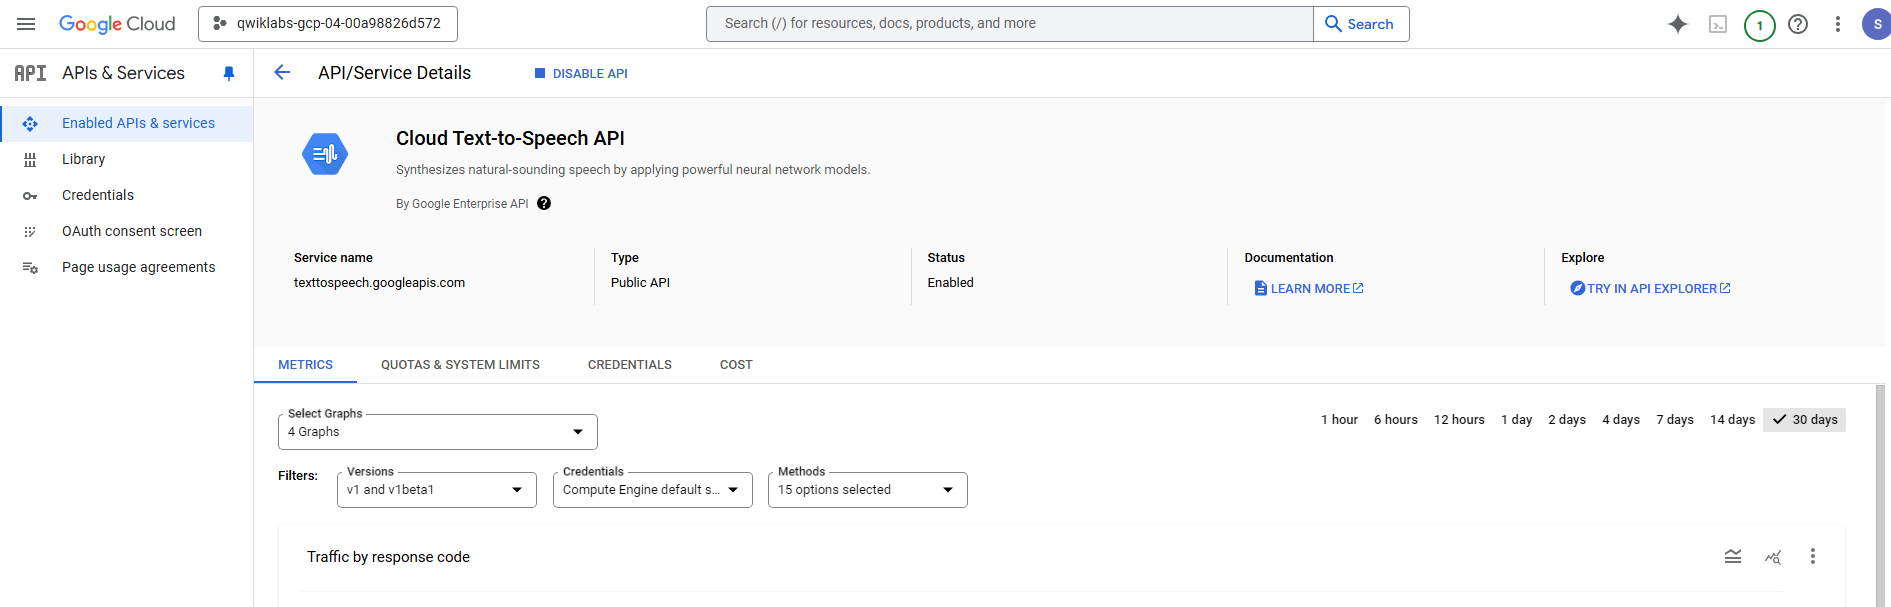 Google Cloud
qwiklabs-gcp-04-00a98826d572
Search (/) for resources, docs, products, and more
Search
1
S
API
APIs & Services
API/Service Details
DISABLE API
Enabled APIs & services
Library
Credentials
OAuth consent screen
Page usage agreements
Cloud Text-to-Speech API
Synthesizes natural-sounding speech by applying powerful neural network models.
By Google Enterprise API
Service name
texttospeech.googleapis.com
Type
Public API
Status
Enabled
Documentation
LEARN MORE
Explore
TRY IN API EXPLORER
METRICS
QUOTAS & SYSTEM LIMITS
CREDENTIALS
COST
Select Graphs
4 Graphs
1 hour
6 hours
12 hours
1 day
2 days
4 days
7 days
14 days
30 days
Filters:
Versions
v1 and v1beta1
Credentials
Compute Engine default s...
Methods
15 options selected
Traffic by response code